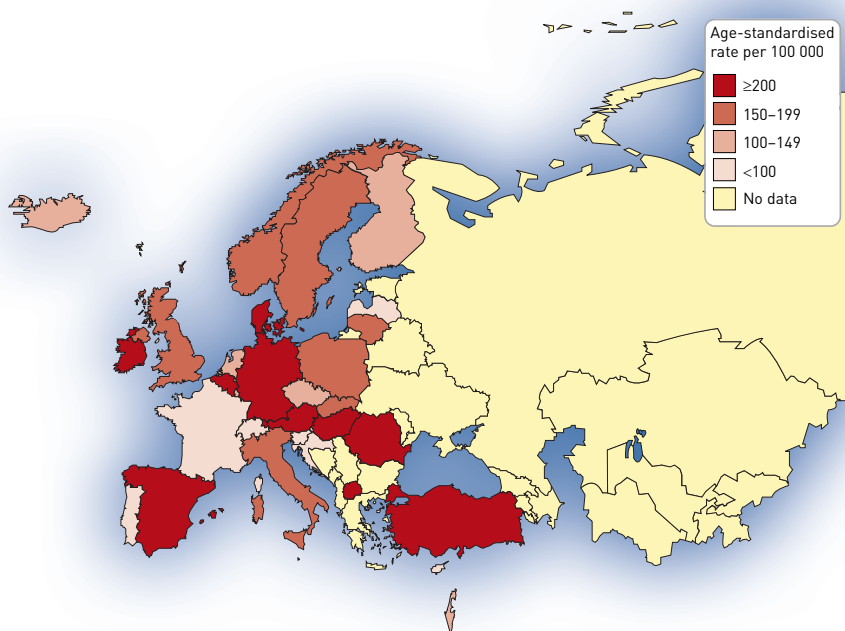 Age-standardised
rate per 100 000
≥200
150–199
100–149
<100
No data